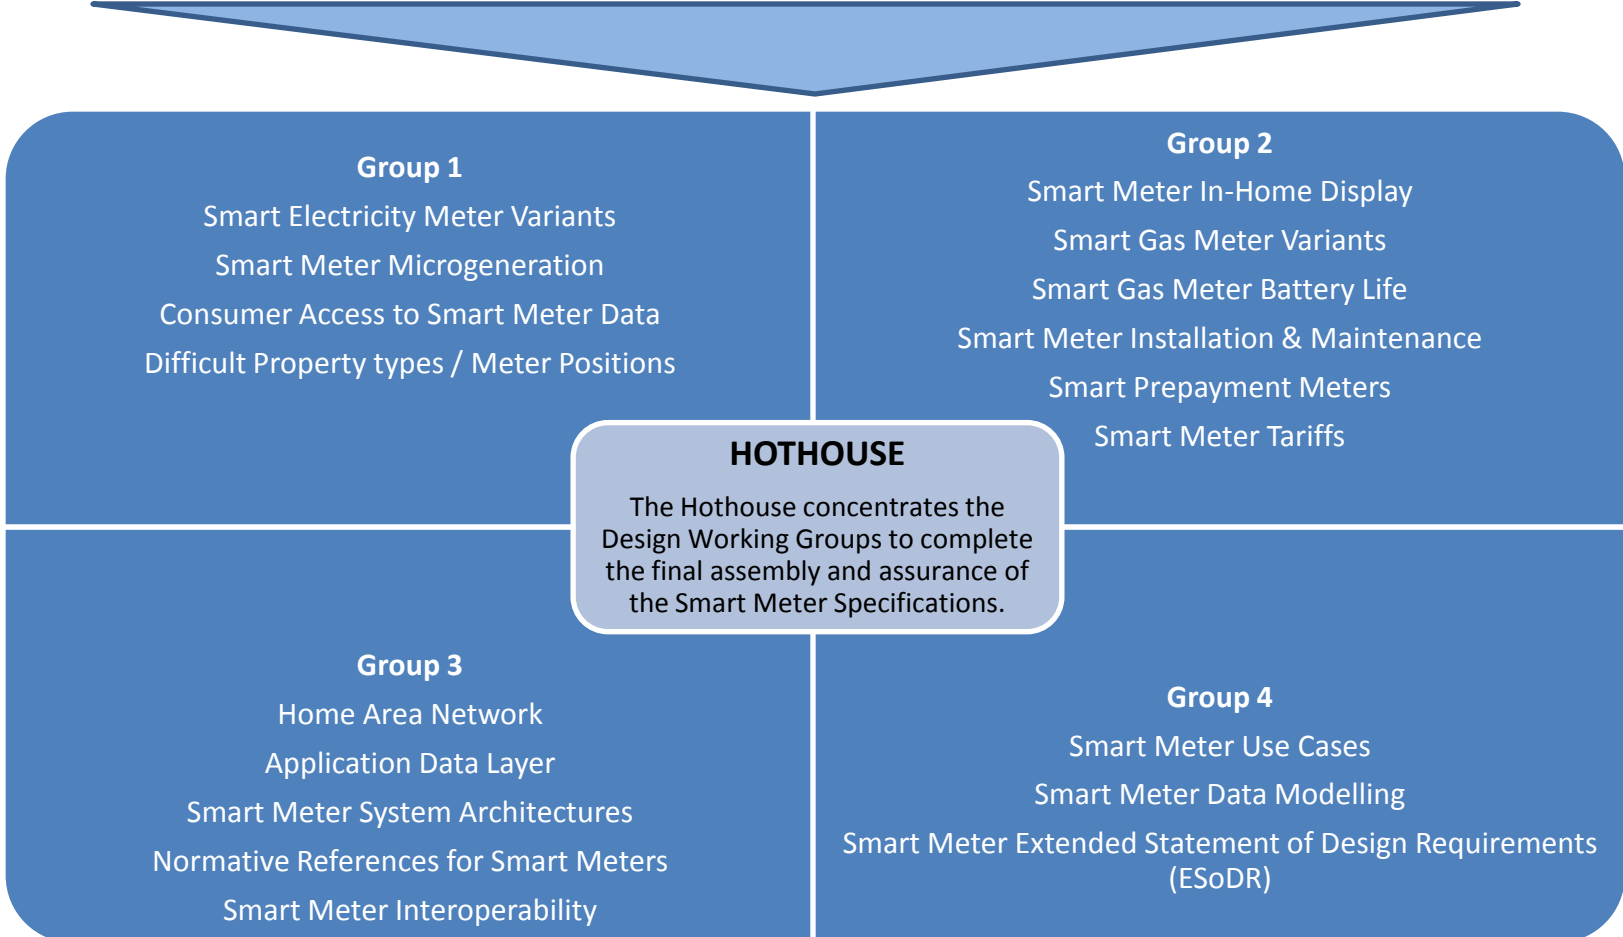 Group 1
Smart Electricity Meter Variants
Smart Meter Microgeneration
Consumer Access to Smart Meter Data
Difficult Property types / Meter Positions
Group 2
Smart Meter In-Home Display
Smart Gas Meter Variants
Smart Gas Meter Battery Life
Smart Meter Installation & Maintenance
Smart Prepayment Meters
Smart Meter Tariffs
HOTHOUSE
The Hothouse concentrates the
Design Working Groups to complete
the final assembly and assurance of
the Smart Meter Specifications.
Group 3
Home Area Network
Application Data Layer
Smart Meter System Architectures
Normative References for Smart Meters
Smart Meter Interoperability
Group 4
Smart Meter Use Cases
Smart Meter Data Modelling
Smart Meter Extended Statement of Design Requirements
(ESoDR)